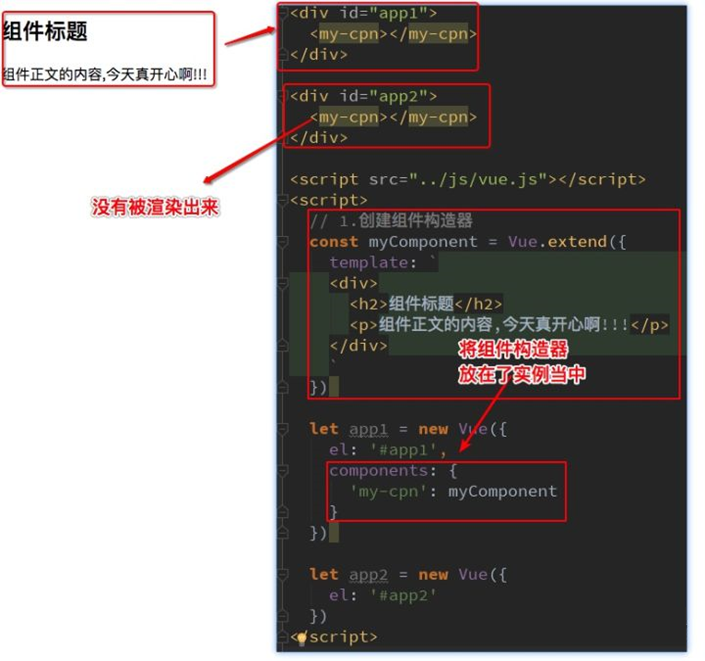 组件标题
组件正文的内容,今天真开心啊!!!
没有被渲染出来
<div id="app1">
<my-cpn></my-cpn>
</div>
<div id="app2">
<my-cpn></my-cpn>
</div>
<script src="../js/vue.js"></script>
<script>
// 1.创建组件构造器
const myComponent = Vue.extend({
template: `
<div>
<h2>组件标题</h2>
<p>组件正文的内容,今天真开心啊!!!</p>
</div>
`
})
将组件构造器
放在了实例当中
let app1 = new Vue({
el: '#app1',
components: {
'my-cpn': myComponent
}
})
let app2 = new Vue({
el: '#app2'
})
</script>